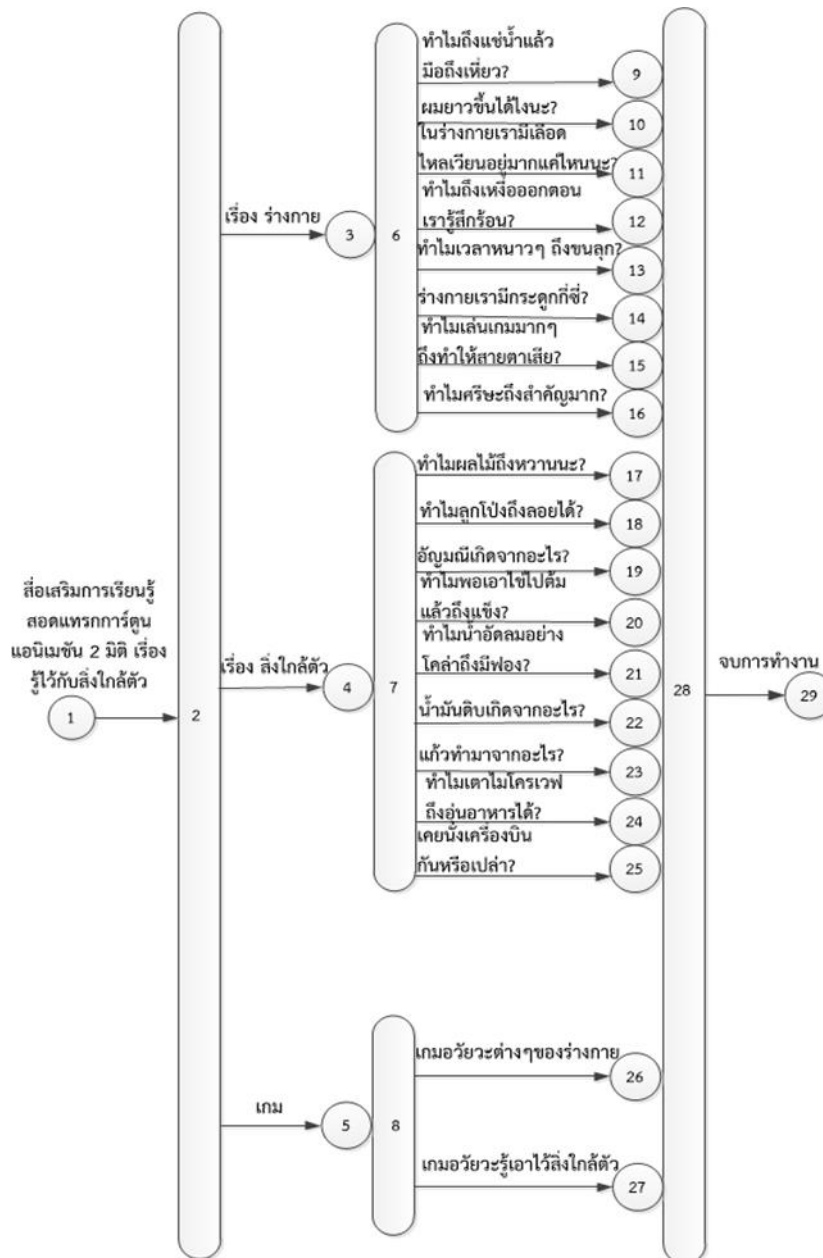 สื่อเสริมการเรียนรู้
สอดแทรกการ์ตูน
แอนิเมชัน 2 มิติ เรื่อง
รู้ไว้กับสิ่งใกล้ตัว
1
2
เรื่อง ร่างกาย
3
6
ทำไมถึงแช่น้ำแล้ว
มือถึงเหี่ยว?
9
ผมยาวขึ้นได้ไงนะ?
10
ในร่างกายเรามีเลือด
ไหลเวียนอยู่มากแค่ไหนนะ?
11
ทำไมถึงเหงื่อออกตอน
เรารู้สึกร้อน?
12
ทำไมเวลาหนาวๆ ถึงขนลุก?
13
ร่างกายเรามีกระดูกกี่ซี่?
14
ทำไมเล่นเกมมากๆ
ถึงทำให้สายตาเสีย?
15
ทำไมศรีษะถึงสำคัญมาก?
16
เรื่อง สิ่งใกล้ตัว
4
7
ทำไมผลไม้ถึงหวานนะ?
17
ทำไมลูกโป่งถึงลอยได้?
18
อัญมณีเกิดจากอะไร?
19
ทำไมพอเอาไข่ไปต้ม
แล้วถึงแข็ง?
20
ทำไมน้ำอัดลมอย่าง
โคล่าถึงมีฟอง?
21
น้ำมันดิบเกิดจากอะไร?
22
แก้วทำมาจากอะไร?
23
ทำไมเตาไมโครเวฟ
ถึงอุ่นอาหารได้?
24
เคยนั่งเครื่องบิน
กันหรือเปล่า?
25
เกม
5
8
เกมอวัยวะต่างๆของร่างกาย
26
เกมอวัยวะรู้เอาไว้สิ่งใกล้ตัว
27
28
จบการทำงาน
29